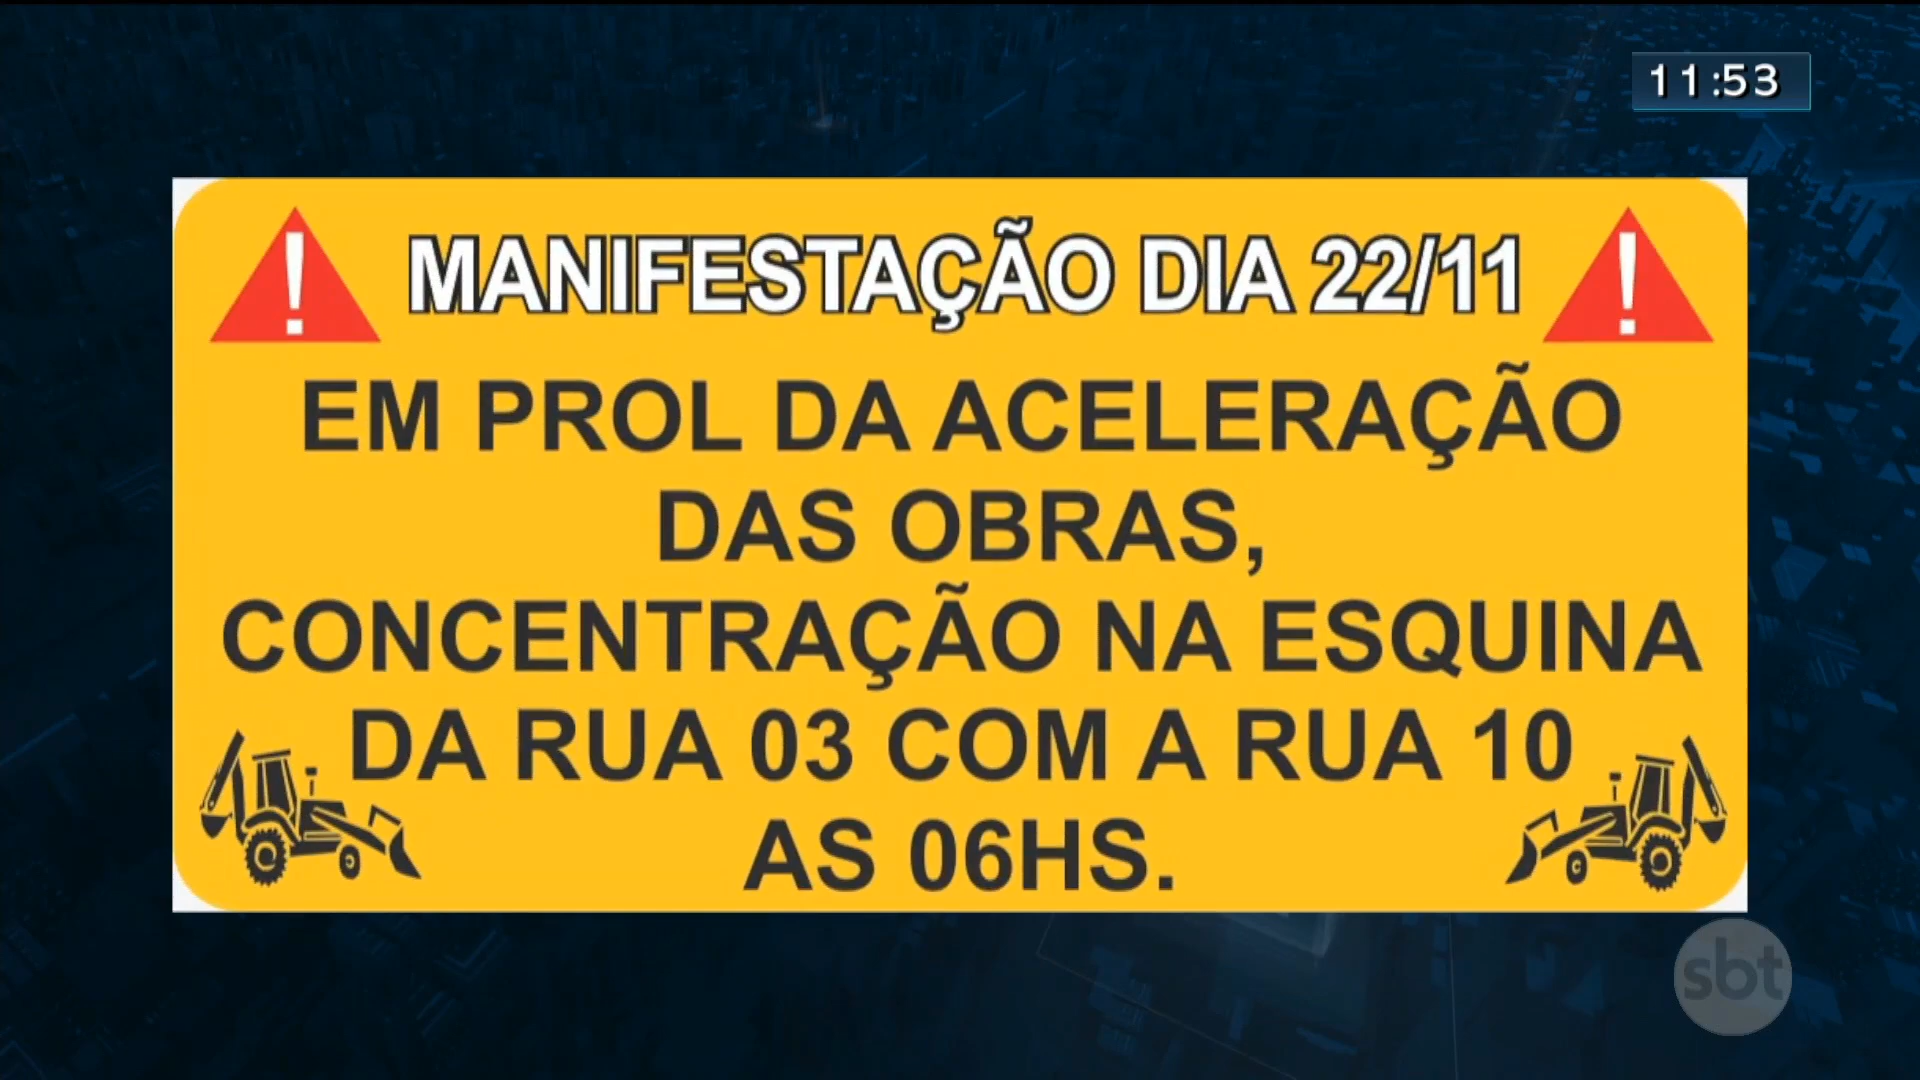 11:53
! MANIFESTAÇÃO DIA 22/11 !
EM PROL DA ACELERAÇÃO
DAS OBRAS,
CONCENTRAÇÃO NA ESQUINA
DA RUA 03 COM A RUA 10
AS 06HS.
sbt